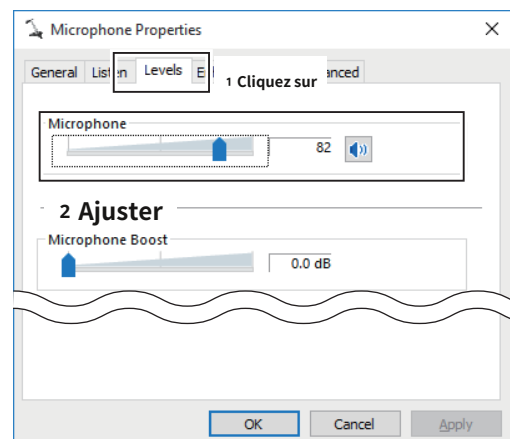 Microphone Properties
General Listen Levels
1 Cliquez sur
Microphone
82
2 Ajuster
Microphone Boost
0.0 dB
OK Cancel Apply